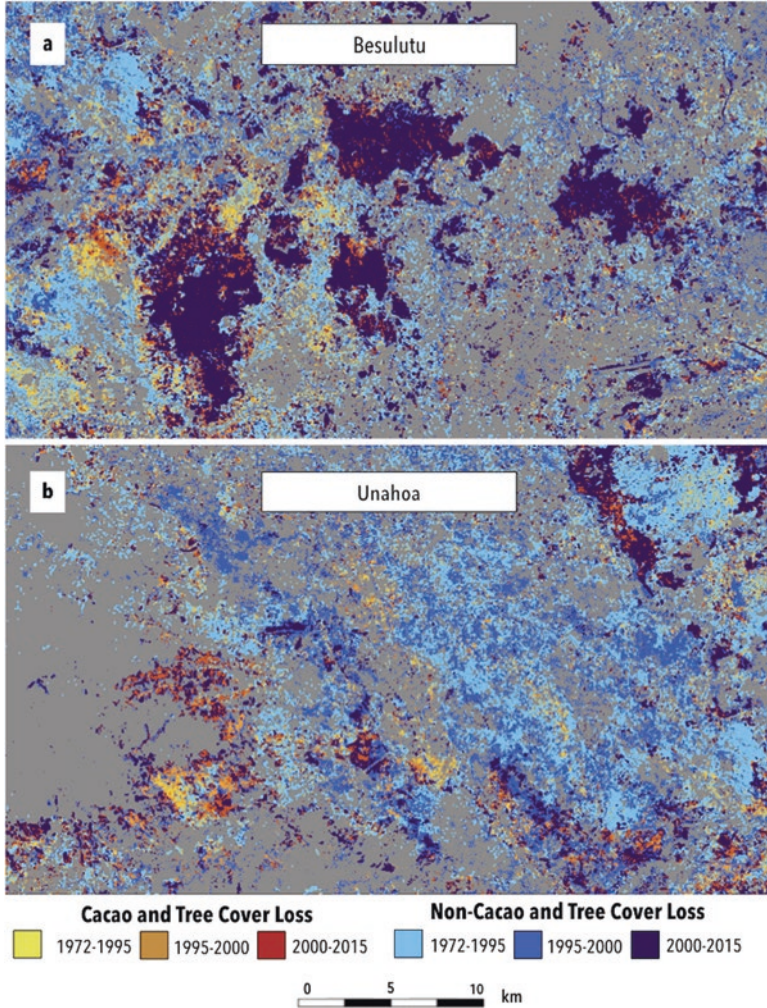 a
Besulutu
b
Unahoa
Cacao and Tree Cover Loss
Non-Cacao and Tree Cover Loss
1972-1995 1995-2000 2000-2015 1972-1995 1995-2000 2000-2015
0 5 10 km